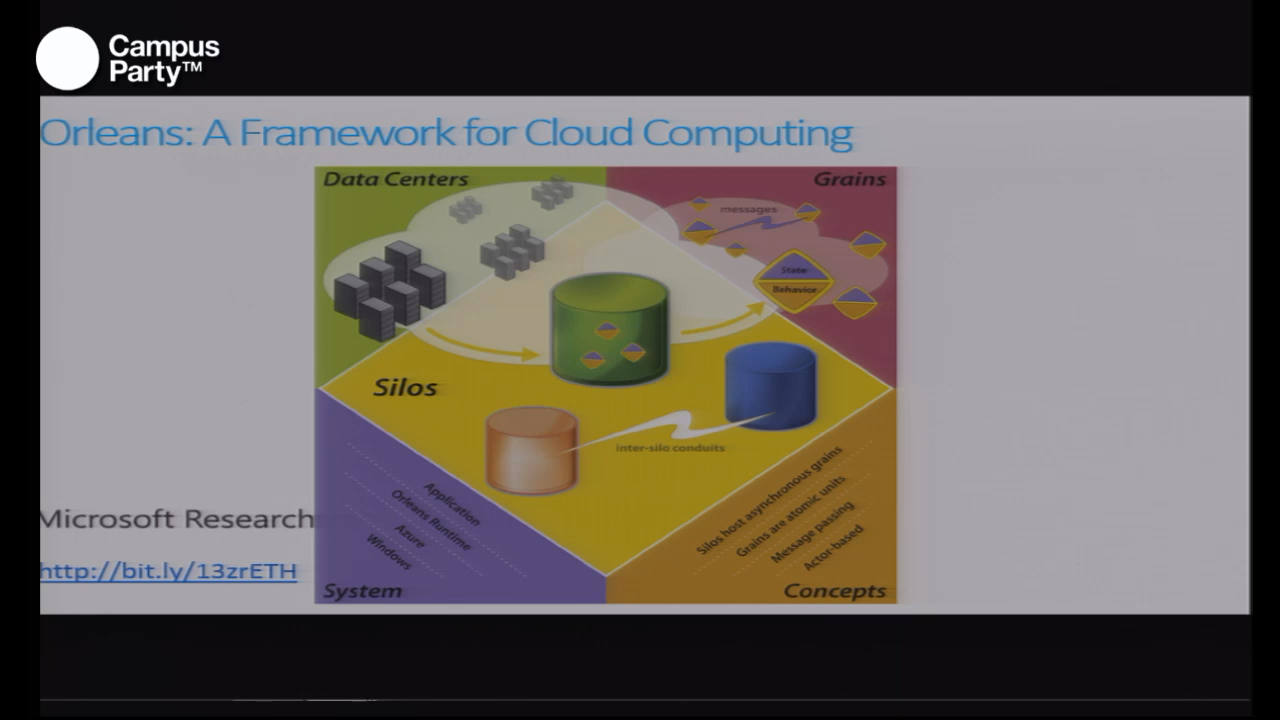 Campus
Party™
Orleans: A Framework for Cloud Computing
Data Centers
Grains
messages
State
Behavior
Silos
inter-silo conduits
Application
Orleans Runtime
Azure
Windows
System
Silos host asynchronous grains
Grains are atomic units
Message passing
Actor-based
Concepts
Microsoft Research
http://bit.ly/13zrETH